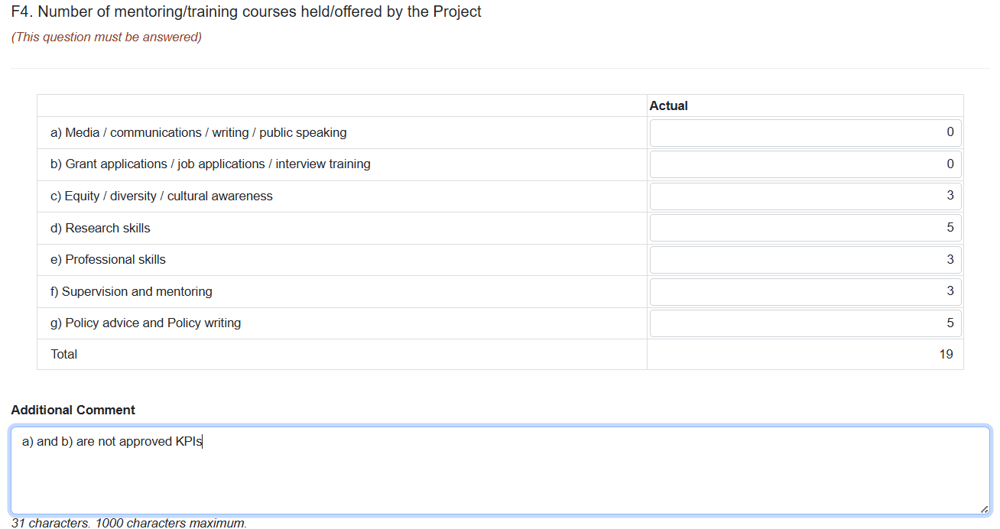 F4. Number of mentoring/training courses held/offered by the Project
(This question must be answered)
Actual
a) Media / communications / writing / public speaking 0
b) Grant applications / job applications / interview training 0
c) Equity / diversity / cultural awareness 3
d) Research skills 5
e) Professional skills 3
f) Supervision and mentoring 3
g) Policy advice and Policy writing 5
Total 19
Additional Comment
a) and b) are not approved KPIs
31 characters. 1000 characters maximum.